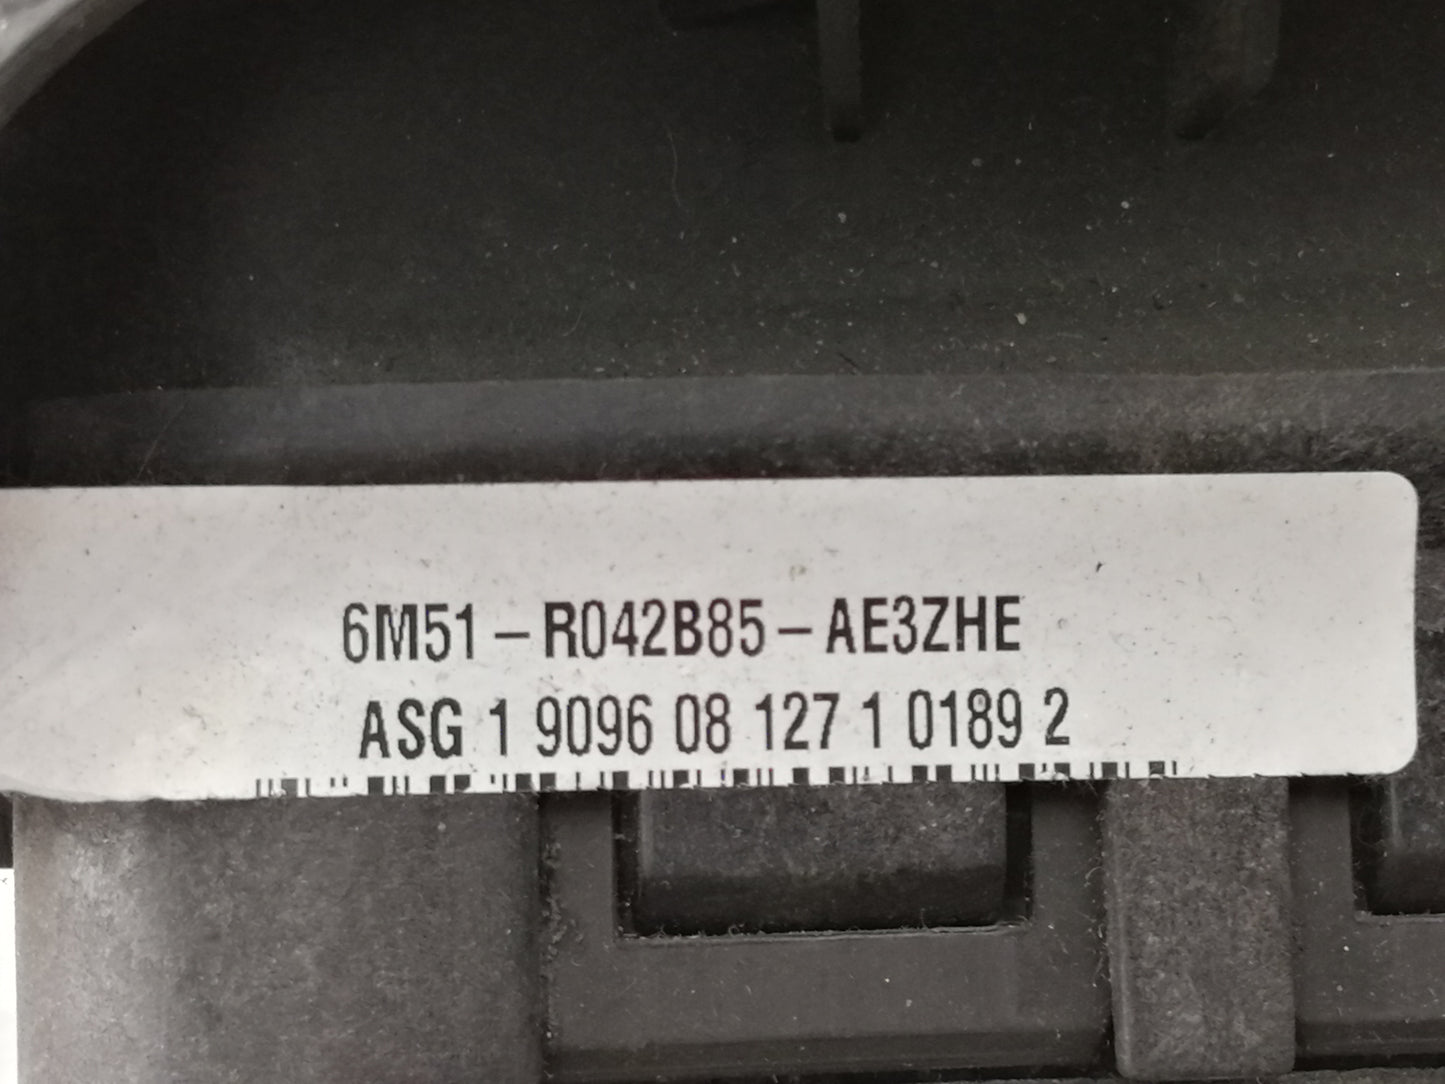 6M51-R042B85-AE3ZHE
ASG 1 9096 08 127 1 0189 2